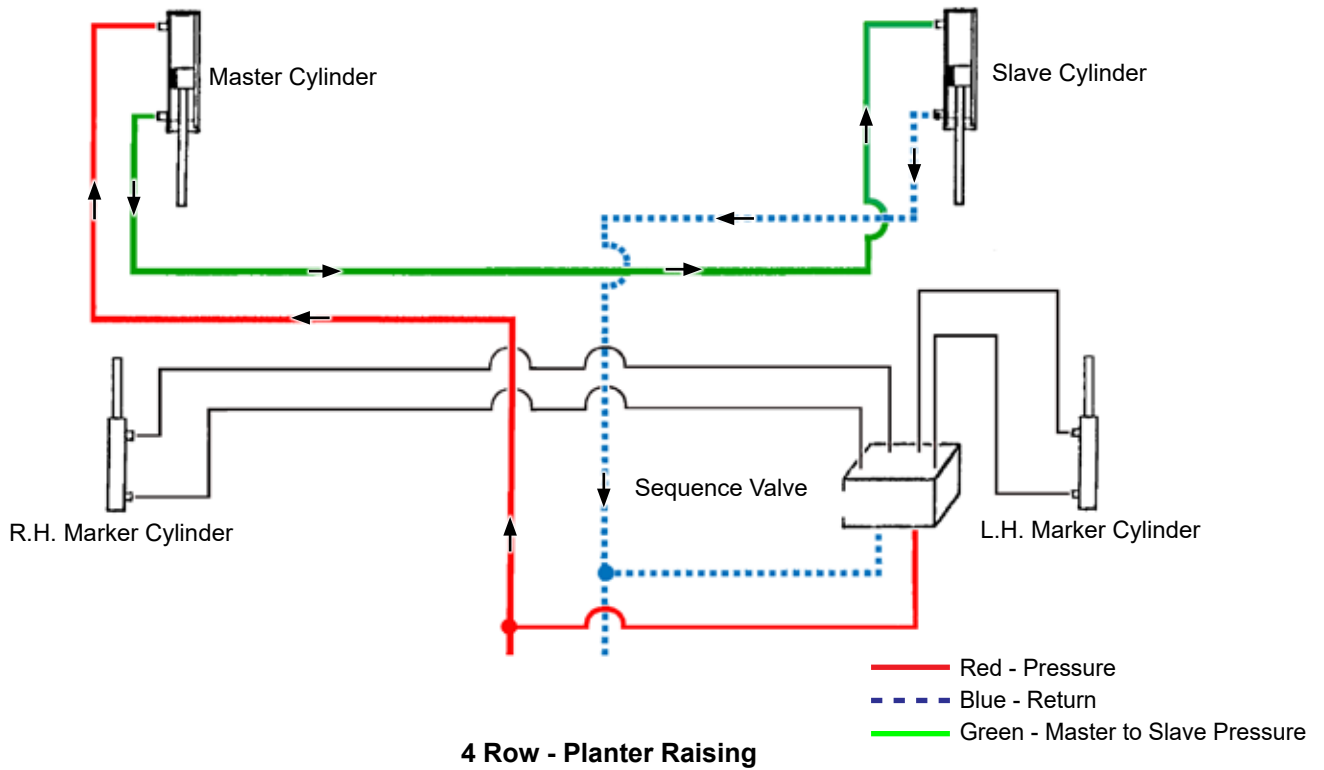 Master Cylinder
Slave Cylinder
Sequence Valve
R.H. Marker Cylinder
L.H. Marker Cylinder
Red - Pressure
Blue - Return
Green - Master to Slave Pressure
4 Row - Planter Raising